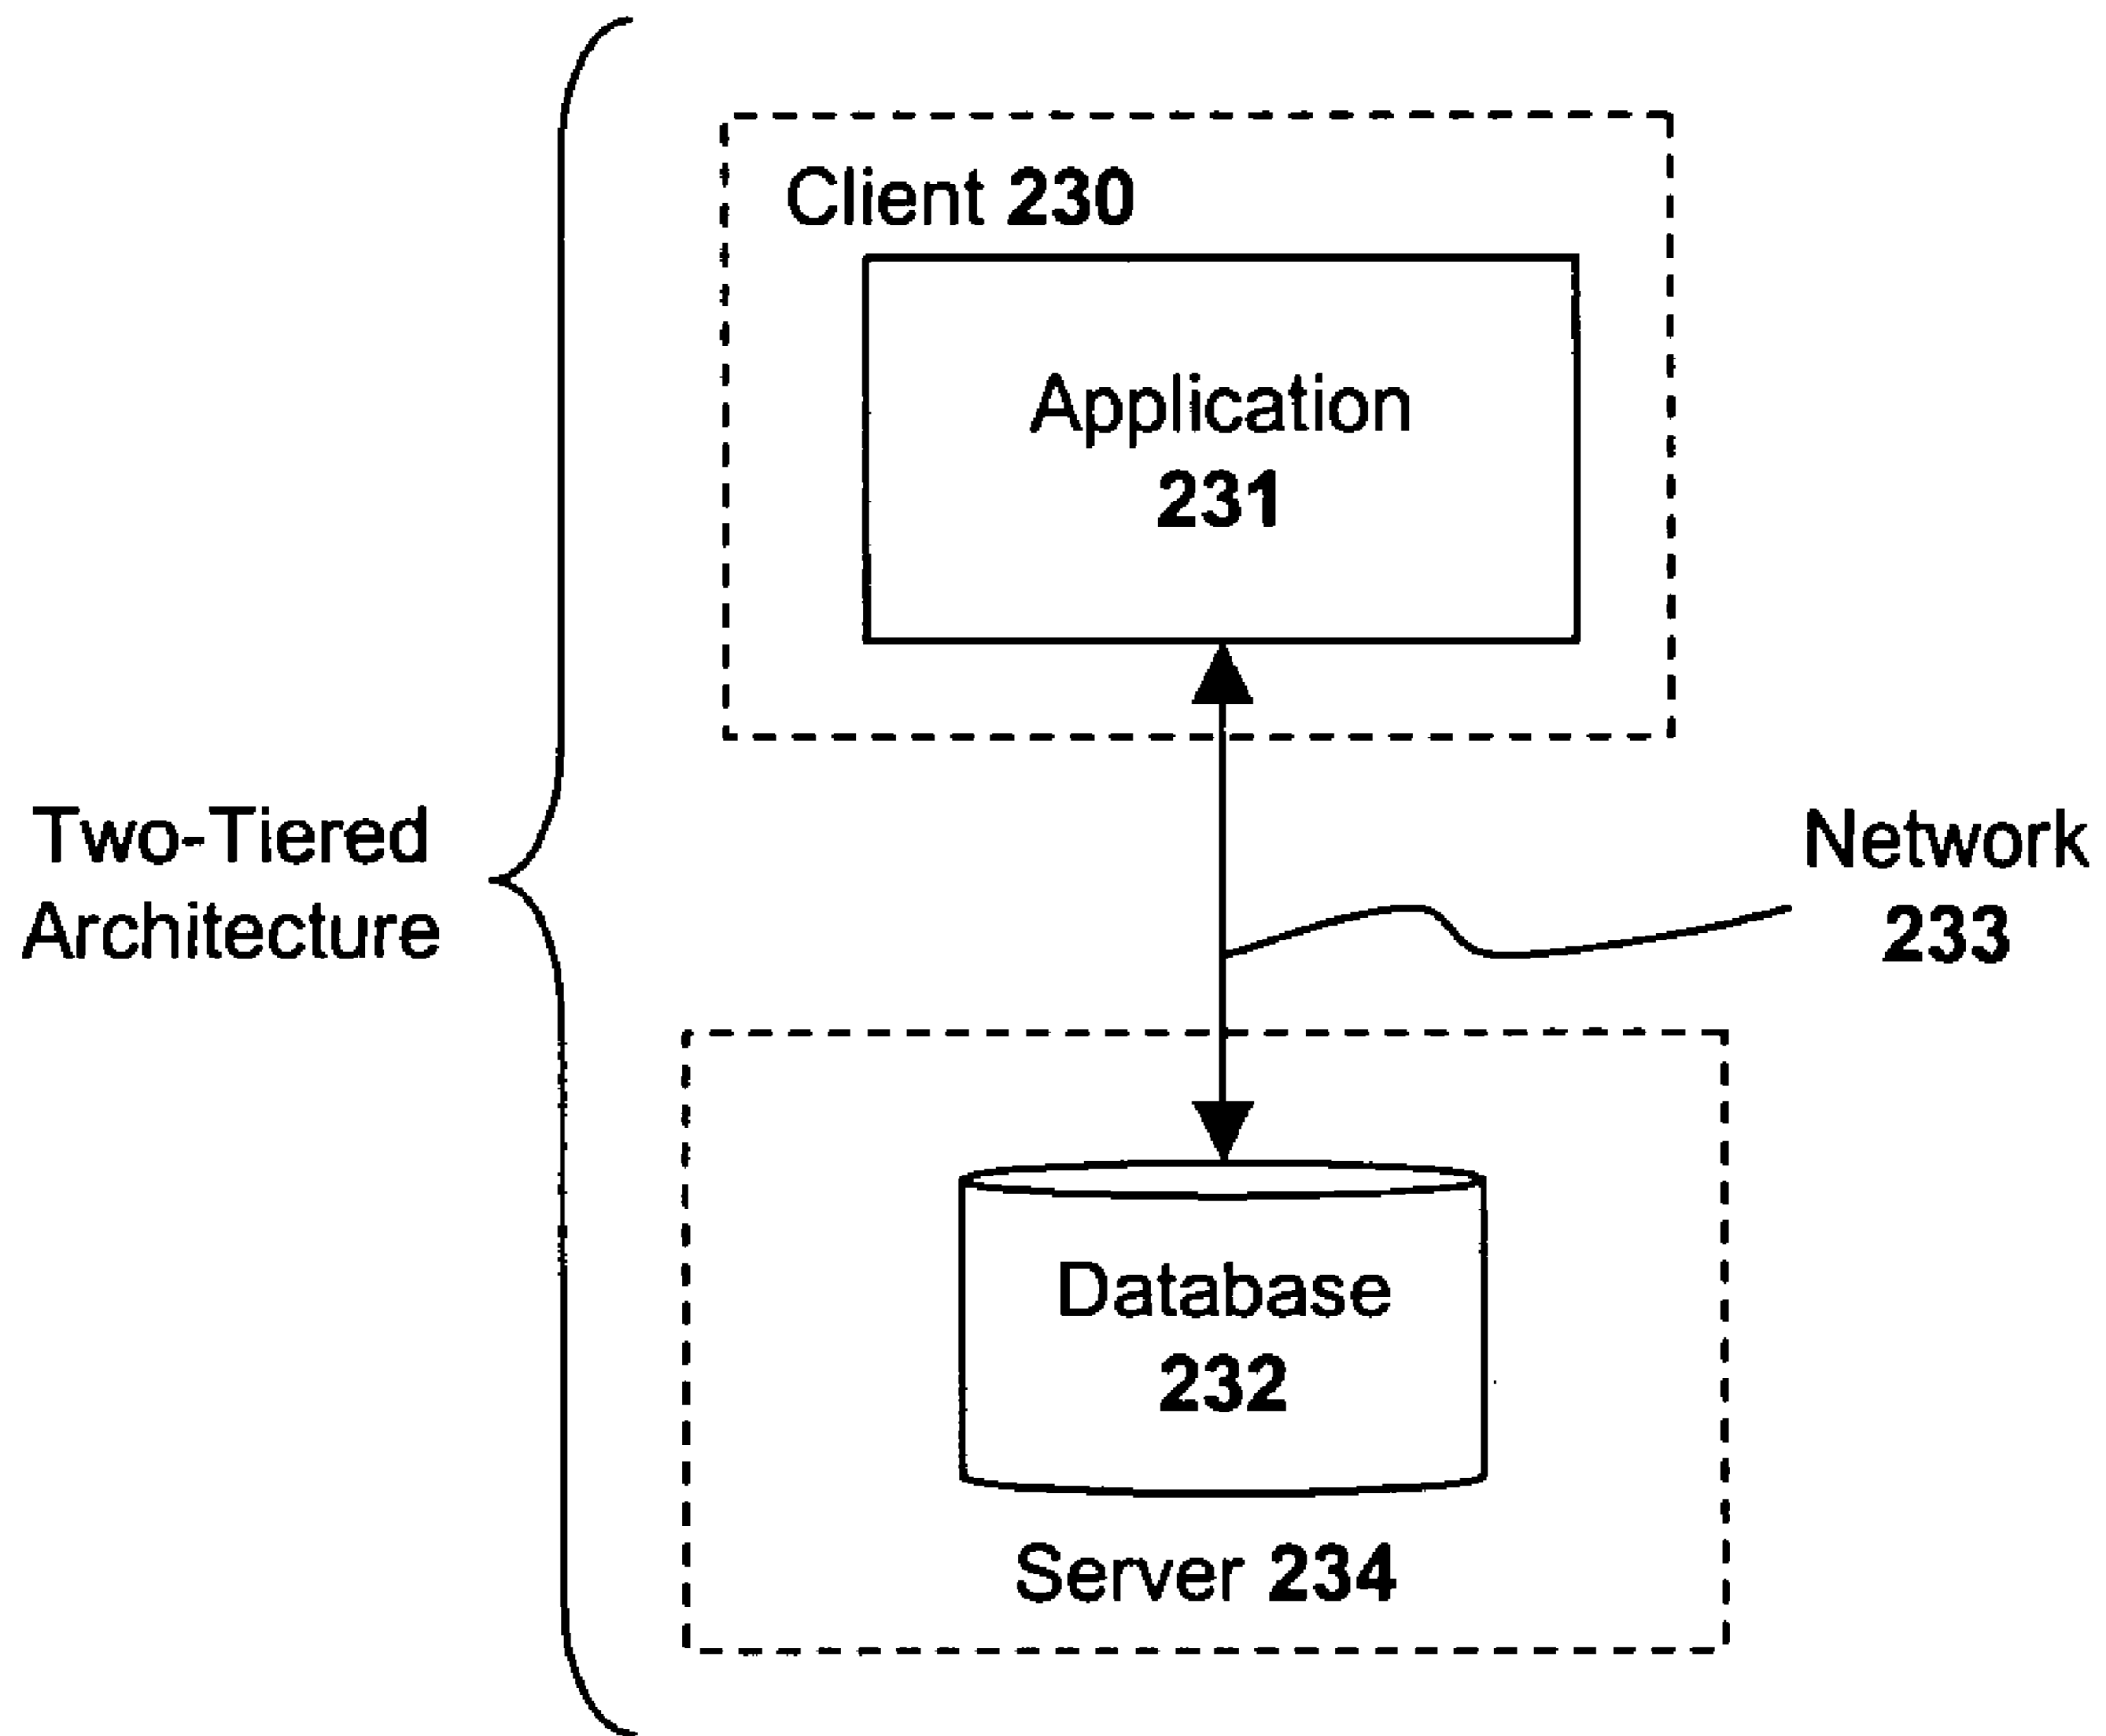 Client 230
Application
231
Two-Tiered
Architecture
Network
233
Database
232
Server 234